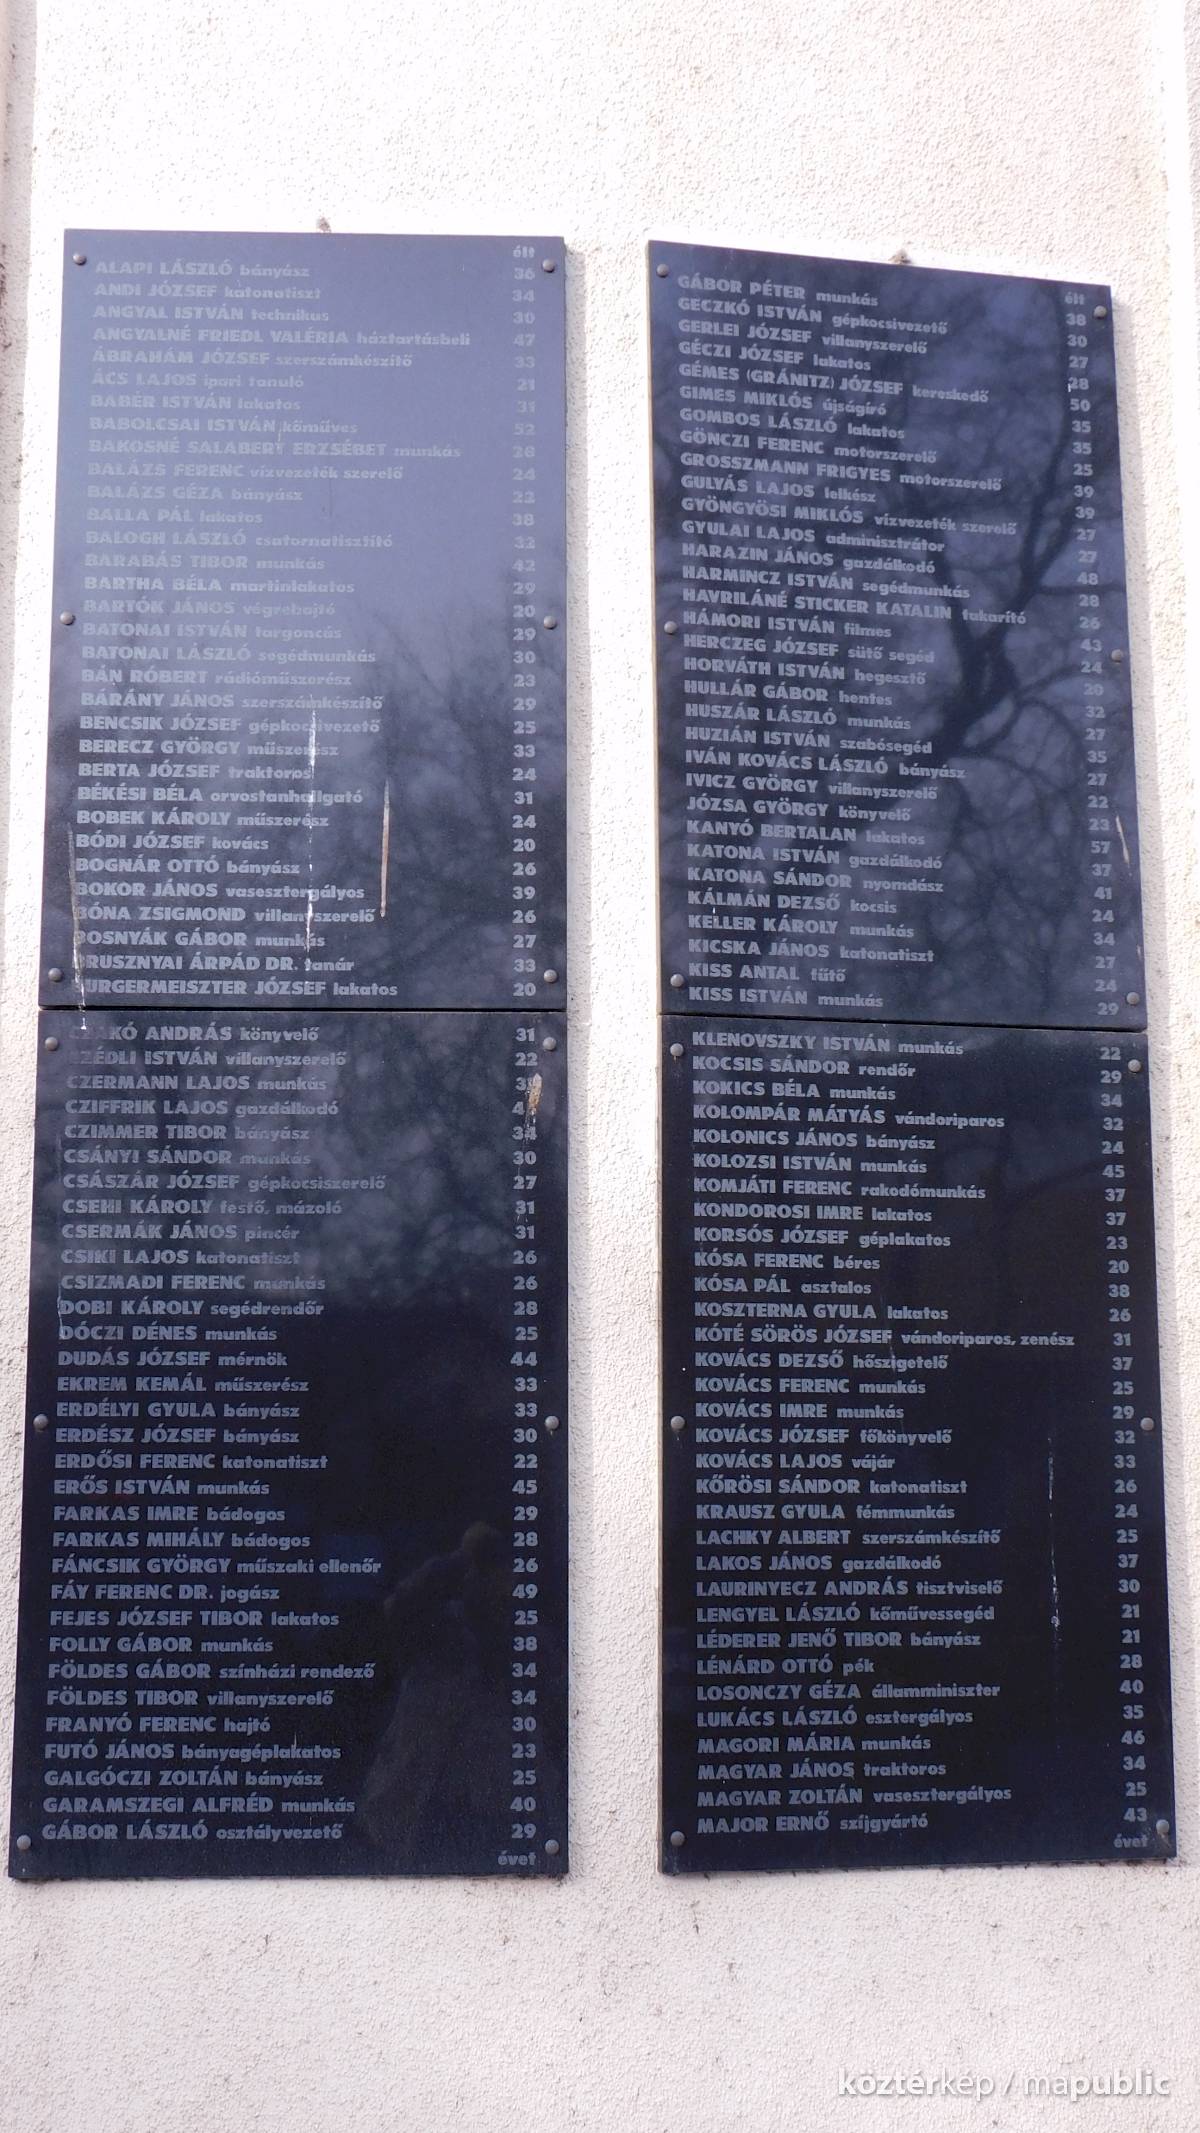 élt
ALAPI LÁSZLÓ bányász 36
ANDI JÓZSEF katonatiszt 34
ANGYAL ISTVÁN technikus 30
ANGYALNÉ FRIEDL VALÉRIA háztartásbeli 47
ÁBRAHÁM JÓZSEF szerszámkészítő 33
ÁCS LAJOS ipari tanuló 21
BABÉR ISTVÁN lakatos 31
BABOLCSAI ISTVÁN kőműves 52
BAKOSNÉ SALABERT ERZSÉBET munkás 28
BALÁZS FERENC vízvezeték szerelő 24
BALÁZS GÉZA bányász 22
BALLA PÁL lakatos 38
BALOGH LÁSZLÓ csatornatisztító 32
BARABÁS TIBOR munkás 42
BARTHA BÉLA martinlakatos 29
BARTÓK JÁNOS végrehajtó 20
BATONAI ISTVÁN targoncás 29
BATONAI LÁSZLÓ segédmunkás 30
BÁN RÓBERT rádióműszerész 23
BÁRÁNY JÁNOS szerszámkészítő 29
BENCSIK JÓZSEF gépkocsivezető 25
BERECZ GYÖRGY műszerész 33
BERTA JÓZSEF traktoros 24
BÉKÉSI BÉLA orvostanhallgató 31
BOBEK KÁROLY műszerész 24
BÓDI JÓZSEF kovács 20
BOGNÁR OTTÓ bányász 26
BOKOR JÁNOS vasesztergályos 39
BÓNA ZSIGMOND villanyszerelő 26
BOSNYÁK GÁBOR munkás 27
BRUSZNYAI ÁRPÁD DR. tanár 33
BURGERMEISZTER JÓZSEF lakatos 20
ANDRÁS könyvelő 31
CZÉDLI ISTVÁN villanyszerelő 22
CZERMANN LAJOS munkás
CZIFFRIK LAJOS gazdálkodó
CZIMMER TIBOR bányász 34
CSÁNYI SÁNDOR munkás 30
CSÁSZÁR JÓZSEF gépkocsiszerelő 27
CSEHI KÁROLY festő, mázoló 31
CSERMÁK JÁNOS pincér 31
CSIKI LAJOS katonatiszt 26
CSIZMADI FERENC munkás 26
DOBI KÁROLY segédrendőr 28
DÓCZI DÉNES munkás 25
DUDÁS JÓZSEF mérnök 44
EKREM KEMÁL műszerész 33
ERDÉLYI GYULA bányász 33
ERDÉSZ JÓZSEF bányász 30
ERDŐSI FERENC katonatiszt 22
ERŐS ISTVÁN munkás 45
FARKAS IMRE bádogos 29
FARKAS MIHÁLY bádogos 28
FÁNCSIK GYÖRGY műszaki ellenőr 26
FÁY FERENC DR. jogász 49
FEJES JÓZSEF TIBOR lakatos 25
FOLLY GÁBOR munkás 38
FÖLDES GÁBOR színházi rendező 34
FÖLDES TIBOR villanyszerelő 34
FRANYÓ FERENC hajtó 30
FUTÓ JÁNOS bányagéplakatos 23
GALGÓCZI ZOLTÁN bányász 25
GARAMSZEGI ALFRÉD munkás 40
GÁBOR LÁSZLÓ osztályvezető 29
évet
élt
GÁBOR PÉTER munkás 38
GECZKÓ ISTVÁN gépkocsivezető 30
GERLEI JÓZSEF villanyszerelő 27
GÉCZI JÓZSEF lakatos 28
GÉMES (GRÁNITZ) JÓZSEF kereskedő 50
GIMES MIKLÓS újságíró 35
GOMBOS LÁSZLÓ lakatos 35
GÖNCZI FERENC motorszerelő 25
GROSSZMANN FRIGYES motorszerelő 39
GULYÁS LAJOS lelkész 39
GYÖNGYÖSI MIKLÓS vízvezeték szerelő 27
GYULAI LAJOS adminisztrátor 27
HARAZIN JÁNOS gazdálkodó 48
HARMINCZ ISTVÁN segédmunkás 28
HAVRILÁNÉ STICKER KATALIN takarító 26
HÁMORI ISTVÁN filmes 43
HERCZEG JÓZSEF sütő segéd 24
HORVÁTH ISTVÁN hegesztő 20
HULLÁR GÁBOR hentes 32
HUSZÁR LÁSZLÓ munkás 27
HUZIÁN ISTVÁN szabósegéd 35
IVÁN KOVÁCS LÁSZLÓ bányász 27
IVICZ GYÖRGY villanyszerelő 22
JÓZSA GYÖRGY könyvelő 23
KANYÓ BERTALAN lakatos 57
KATONA ISTVÁN gazdálkodó 37
KATONA SÁNDOR nyomdász 41
KÁLMÁN DEZSŐ kocsis 24
KELLER KÁROLY munkás 34
KICSKA JÁNOS katonatiszt 27
KISS ANTAL fűtő 24
KISS ISTVÁN munkás 29
KLENOVSZKY ISTVÁN munkás 22
KOCSIS SÁNDOR rendőr 29
KOKICS BÉLA munkás 34
KOLOMPÁR MÁTYÁS vándoriparos 32
KOLONICS JÁNOS bányász 24
KOLOZSI ISTVÁN munkás 45
KOMJÁTI FERENC rakodómunkás 37
KONDOROSI IMRE lakatos 37
KORSÓS JÓZSEF géplakatos 23
KÓSA FERENC béres 20
KÓSA PÁL asztalos 38
KOSZTERNA GYULA lakatos 26
KÓTÉ SÖRÖS JÓZSEF vándoriparos, zenész 31
KOVÁCS DEZSŐ hőszigetelő 37
KOVÁCS FERENC munkás 25
KOVÁCS IMRE munkás 29
KOVÁCS JÓZSEF főkönyvelő 32
KOVÁCS LAJOS vájár 33
KŐRÖSI SÁNDOR katonatiszt 26
KRAUSZ GYULA fémmunkás 24
LACHKY ALBERT szerszámkészítő 25
LAKOS JÁNOS gazdálkodó 37
LAURINYECZ ANDRÁS tisztviselő 30
LENGYEL LÁSZLÓ kőművessegéd 21
LÉDERER JENŐ TIBOR bányász 21
LÉNÁRD OTTÓ pék 28
LOSONCZY GÉZA államminiszter 40
LUKÁCS LÁSZLÓ esztergályos 35
MAGORI MÁRIA munkás 46
MAGYAR JÁNOS traktoros 34
MAGYAR ZOLTÁN vasesztergályos 25
MAJOR ERNŐ szíjgyártó 43
évet
köztérkép / mapublic